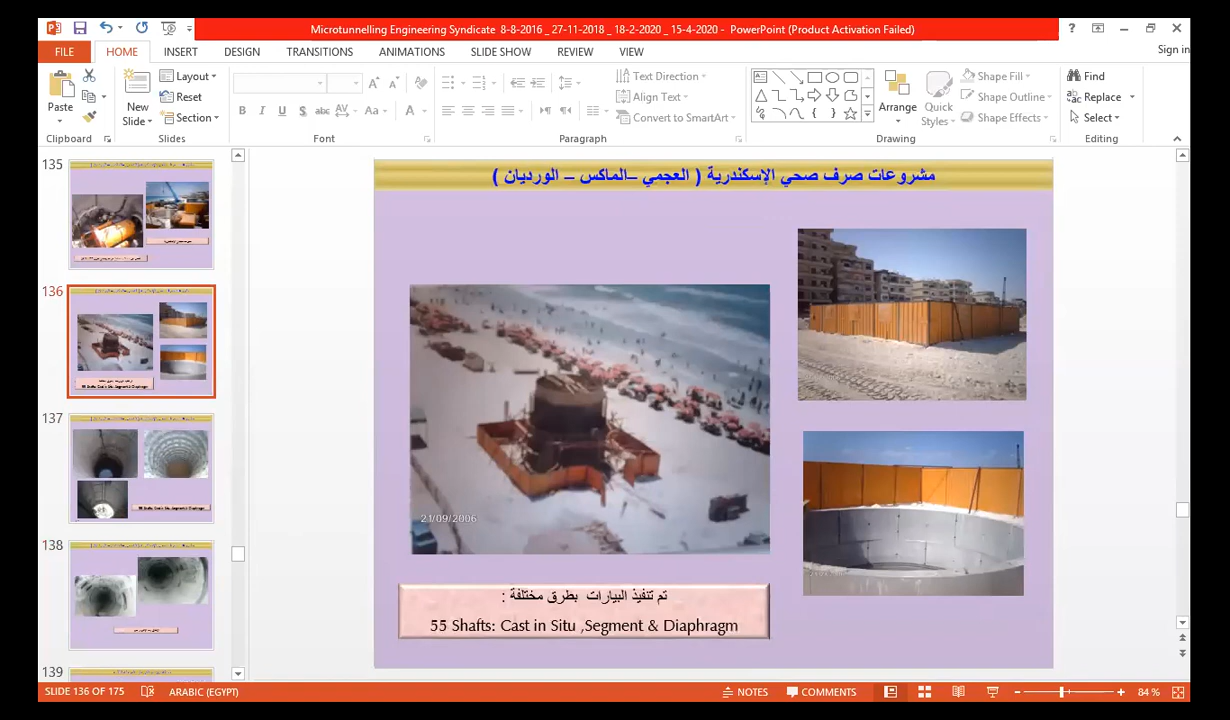 Microtunnelling Engineering Syndicate 8-8-2016 _ 27-11-2018 _ 18-2-2020 _ 15-4-2020 - PowerPoint (Product Activation Failed)
Sign in
FILE HOME INSERT DESIGN TRANSITIONS ANIMATIONS SLIDE SHOW REVIEW VIEW
Paste
New Slide
Layout
Reset
Section
Text Direction
Align Text
Convert to SmartArt
Arrange
Quick Styles
Shape Fill
Shape Outline
Shape Effects
Find
Replace
Select
Clipboard Slides Font Paragraph Drawing Editing
135
136
137
138
139
مشروعات صرف صحي الإسكندرية ( العجمي –الماكس – الورديان )
21/09/2006
تم تنفيذ البيارات بطرق مختلفة :
55 Shafts: Cast in Situ ,Segment & Diaphragm
SLIDE 136 OF 175 ARABIC (EGYPT) NOTES COMMENTS 84 %